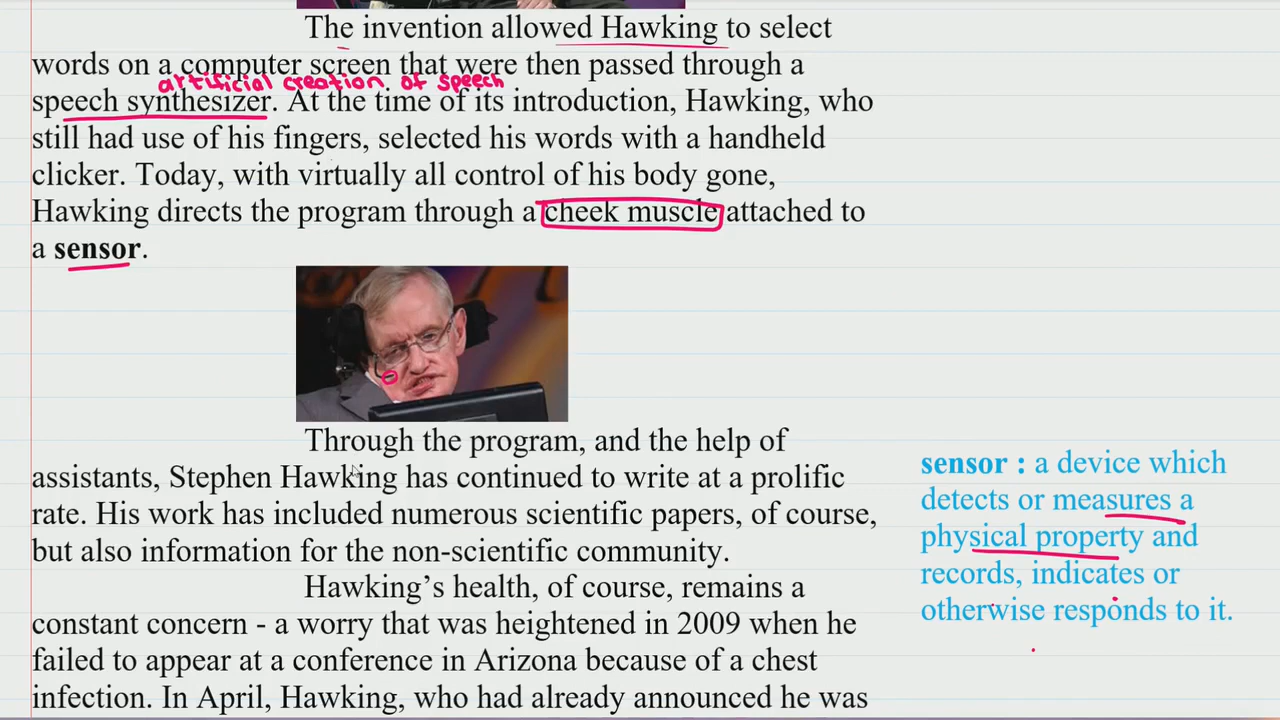 The invention allowed Hawking to select
words on a computer screen that were then passed through a
artificial creation of speech
speech synthesizer. At the time of its introduction, Hawking, who
still had use of his fingers, selected his words with a handheld
clicker. Today, with virtually all control of his body gone,
Hawking directs the program through a cheek muscle attached to
a sensor.
Through the program, and the help of
assistants, Stephen Hawking has continued to write at a prolific
rate. His work has included numerous scientific papers, of course,
but also information for the non-scientific community.
Hawking's health, of course, remains a
constant concern - a worry that was heightened in 2009 when he
failed to appear at a conference in Arizona because of a chest
infection. In April, Hawking, who had already announced he was
sensor : a device which
detects or measures a
physical property and
records, indicates or
otherwise responds to it.